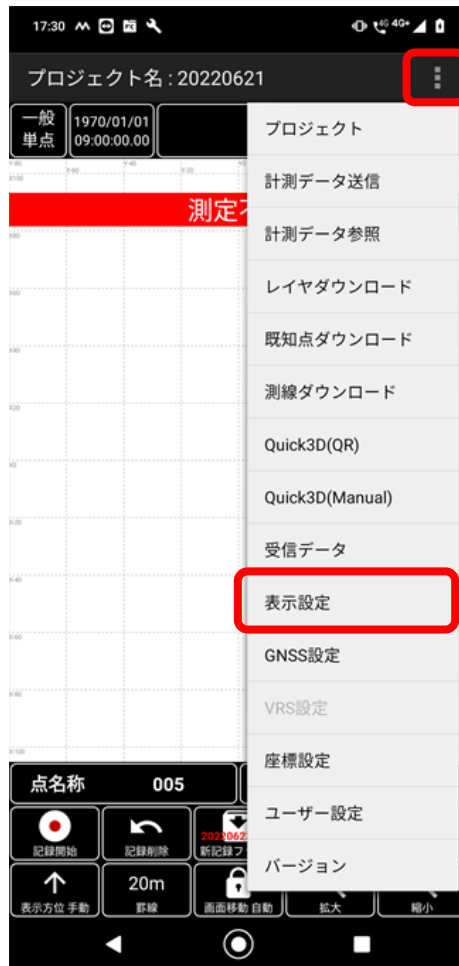 17:30
4G 4G+
プロジェクト名 : 20220621
一般
単点
1970/01/01
09:00:00.00
プロジェクト
計測データ送信
計測データ参照
レイヤダウンロード
既知点ダウンロード
測線ダウンロード
Quick3D(QR)
Quick3D(Manual)
受信データ
表示設定
GNSS設定
VRS設定
座標設定
ユーザー設定
バージョン
測定
点名称 005
記録開始
記録削除
2022062
新記録フ
表示方位 手動
20m
罫線
画面移動 自動
拡大
縮小